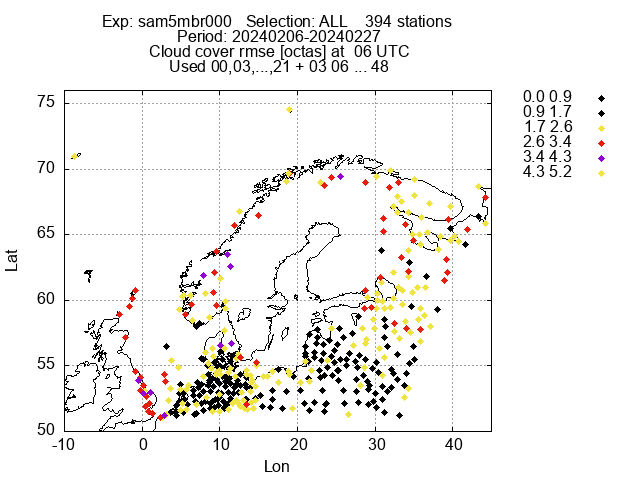 Exp: sam5mbr000 Selection: ALL 394 stations
Period: 20240206-20240227
Cloud cover rmse [octas] at 06 UTC
Used 00,03,...,21 + 03 06 ... 48
0.0 0.9
0.9 1.7
1.7 2.6
2.6 3.4
3.4 4.3
4.3 5.2
75
70
65
60
55
50
Lat
-10 0 10 20 30 40
Lon